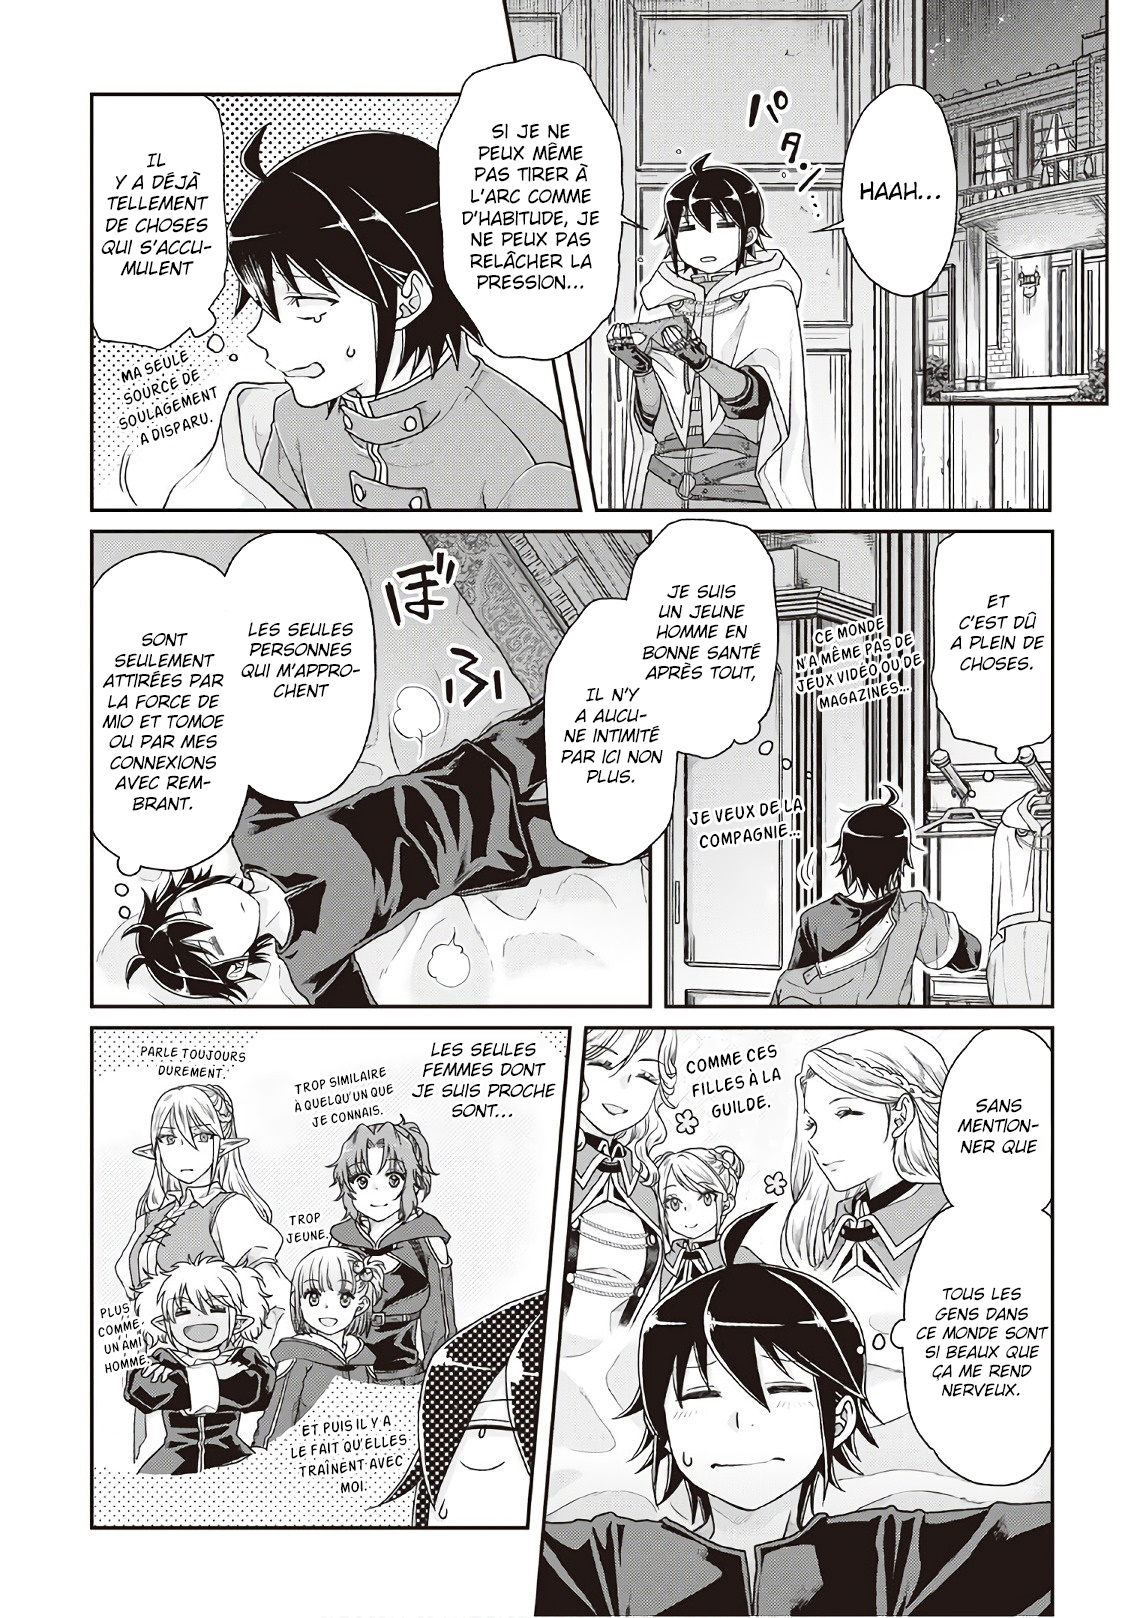 HAAH...
パタン...
SI JE NE
PEUX MÊME
PAS TIRER À
L'ARC COMME
D'HABITUDE, JE
NE PEUX PAS
RELÂCHER LA
PRESSION...
IL
Y A DÉJÀ
TELLEMENT
DE CHOSES
QUI S'ACCU-
MULENT
MA SEULE
SOURCE DE
SOULAGEMENT
A DISPARU.
ET
C'EST DÛ
A PLEIN DE
CHOSES.
CE MONDE
N'A MÊME PAS DE
JEUX VIDÉO OU DE
MAGAZINES...
JE VEUX DE LA
COMPAGNIE...
JE SUIS
UN JEUNE
HOMME EN
BONNE SANTÉ
APRÈS TOUT,
IL N'Y
A AUCU-
NE INTIMITÉ
PAR ICI NON
PLUS.
ぼふ
LES SEULES
PERSONNES
QUI M'APPRO-
CHENT
SONT
SEULEMENT
ATTIRÉES PAR
LA FORCE DE
MIO ET TOMOE
OU PAR MES
CONNEXIONS
AVEC REM-
BRANT.
SANS
MENTION-
NER QUE
COMME CES
FILLES À LA
GUILDE.
TOUS LES
GENS DANS
CE MONDE SONT
SI BEAUX QUE
ÇA ME REND
NERVEUX.
LES SEULES
FEMMES DONT
JE SUIS PROCHE
SONT...
TROP SIMILAIRE
À QUELQU'UN QUE
JE CONNAIS.
PARLE TOUJOURS
DUREMENT.
TROP
JEUNE.
PLUS
COMME
UN AMI
HOMME.
ET PUIS IL Y A
LE FAIT QU'ELLES
TRAÎNENT AVEC
MOI.